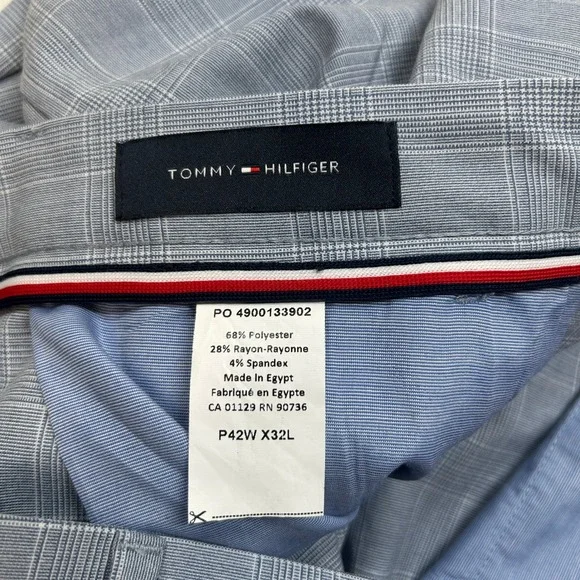 TOMMY HILFIGER
PO 4900133902
68% Polyester
28% Rayon-Rayonne
4% Spandex
Made in Egypt
Fabriqué en Egypte
CA 01129 RN 90736
P42W X32L